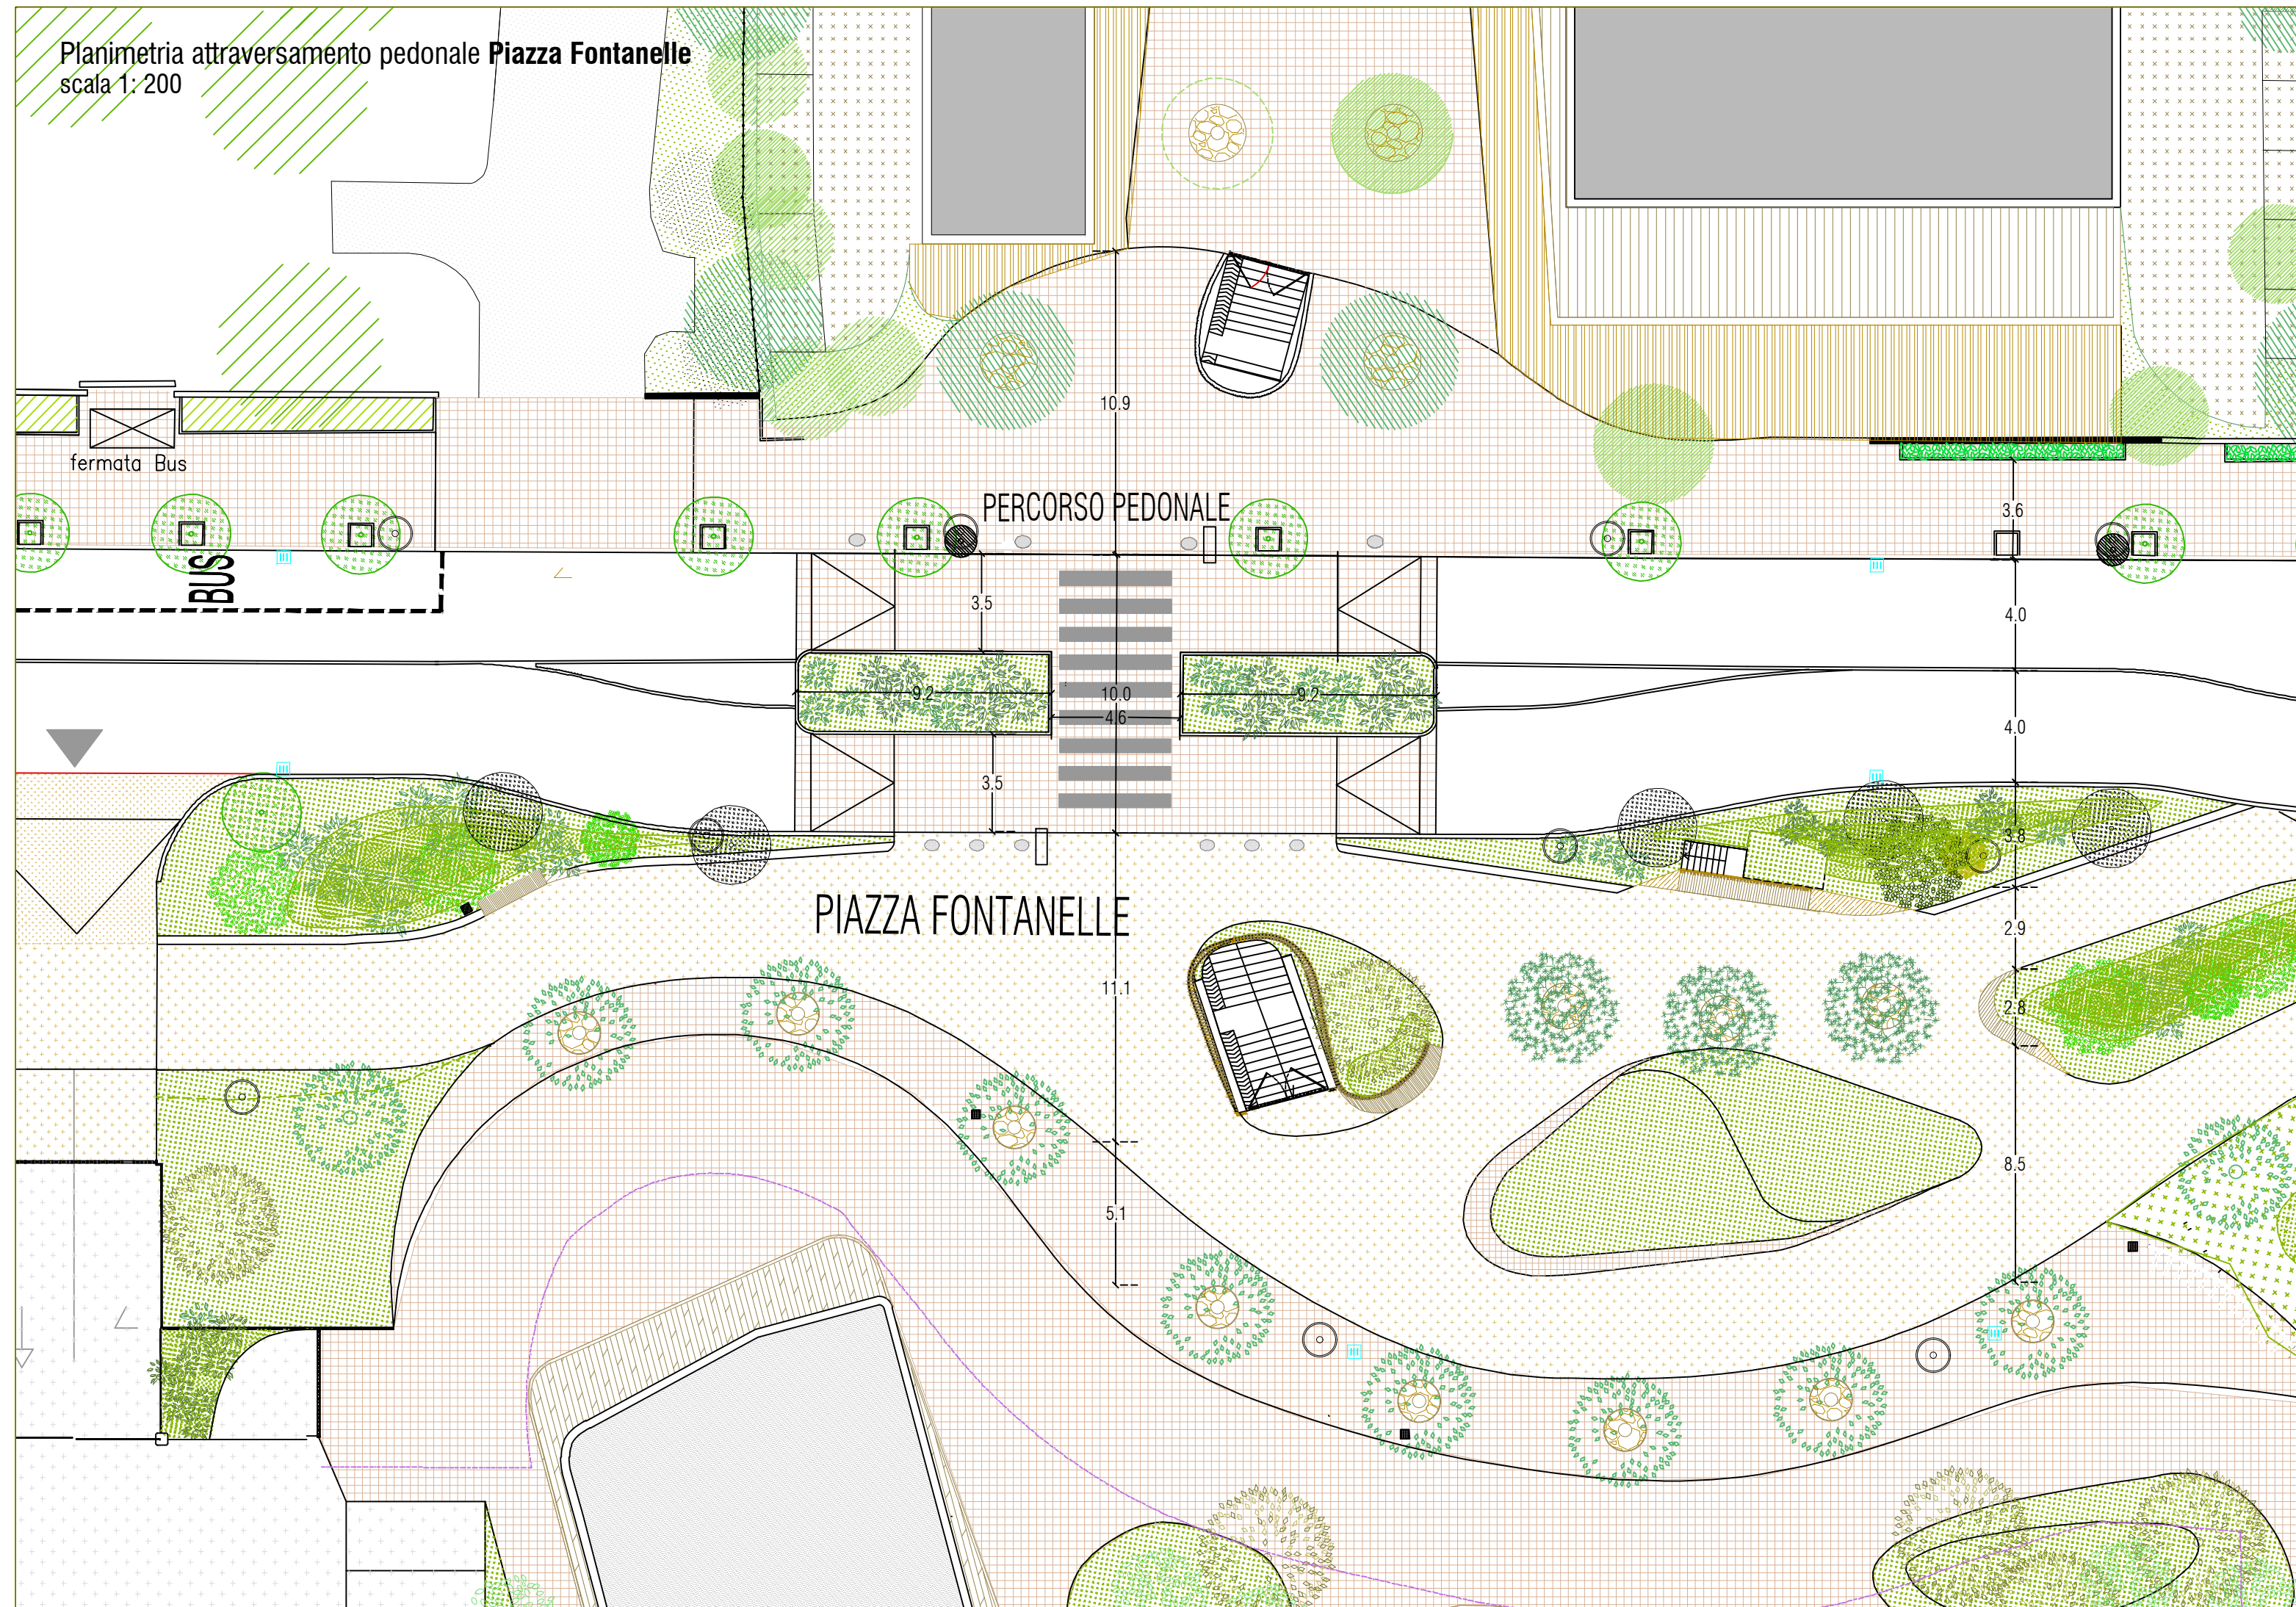 Planimetria attraversamento pedonale Piazza Fontanelle
scala 1: 200
10.9
fermata Bus
PERCORSO PEDONALE
3.6
BUS
3.5
4.0
9.2
10.0
9.2
4.6
4.0
3.5
3.8
PIAZZA FONTANELLE
2.9
11.1
2.8
8.5
5.1